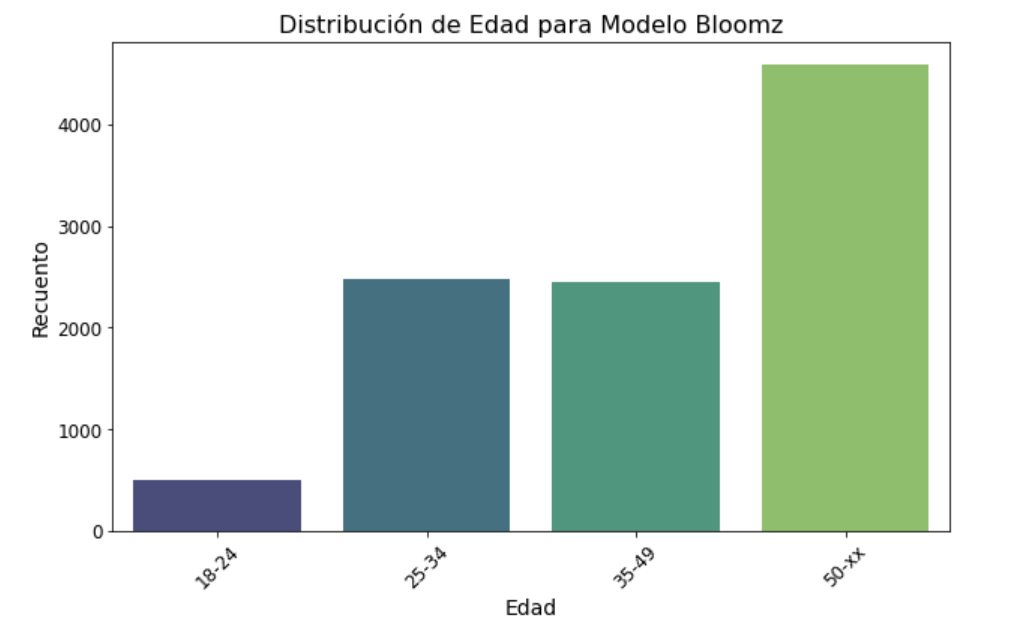 Distribución de Edad para Modelo Bloomz
Recuento
4000
3000
2000
1000
0
18-24
25-34
35-49
50-xx
Edad